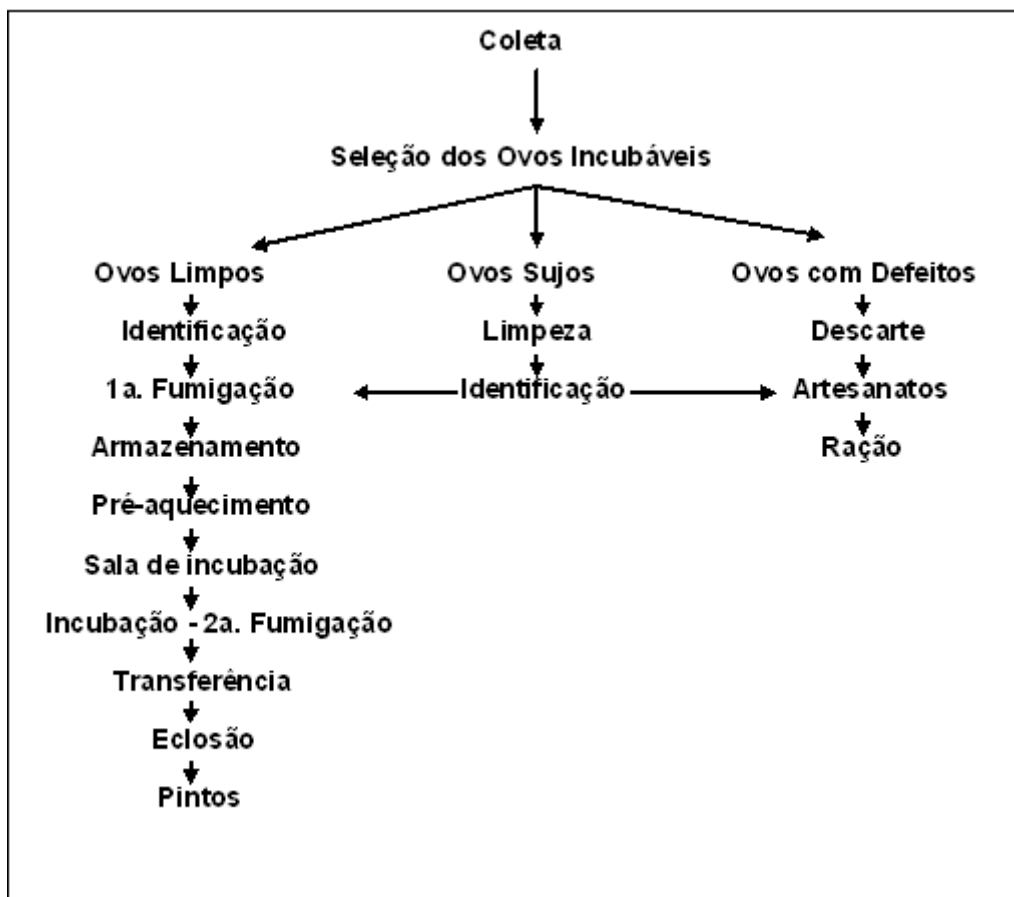 Coleta
Seleção dos Ovos Incubáveis
Ovos Limpos
Ovos Sujos
Ovos com Defeitos
Identificação
Limpeza
Descarte
1a. Fumigação
Identificação
Artesanatos
Armazenamento
Ração
Pré-aquecimento
Sala de incubação
Incubação - 2a. Fumigação
Transferência
Eclosão
Pintos